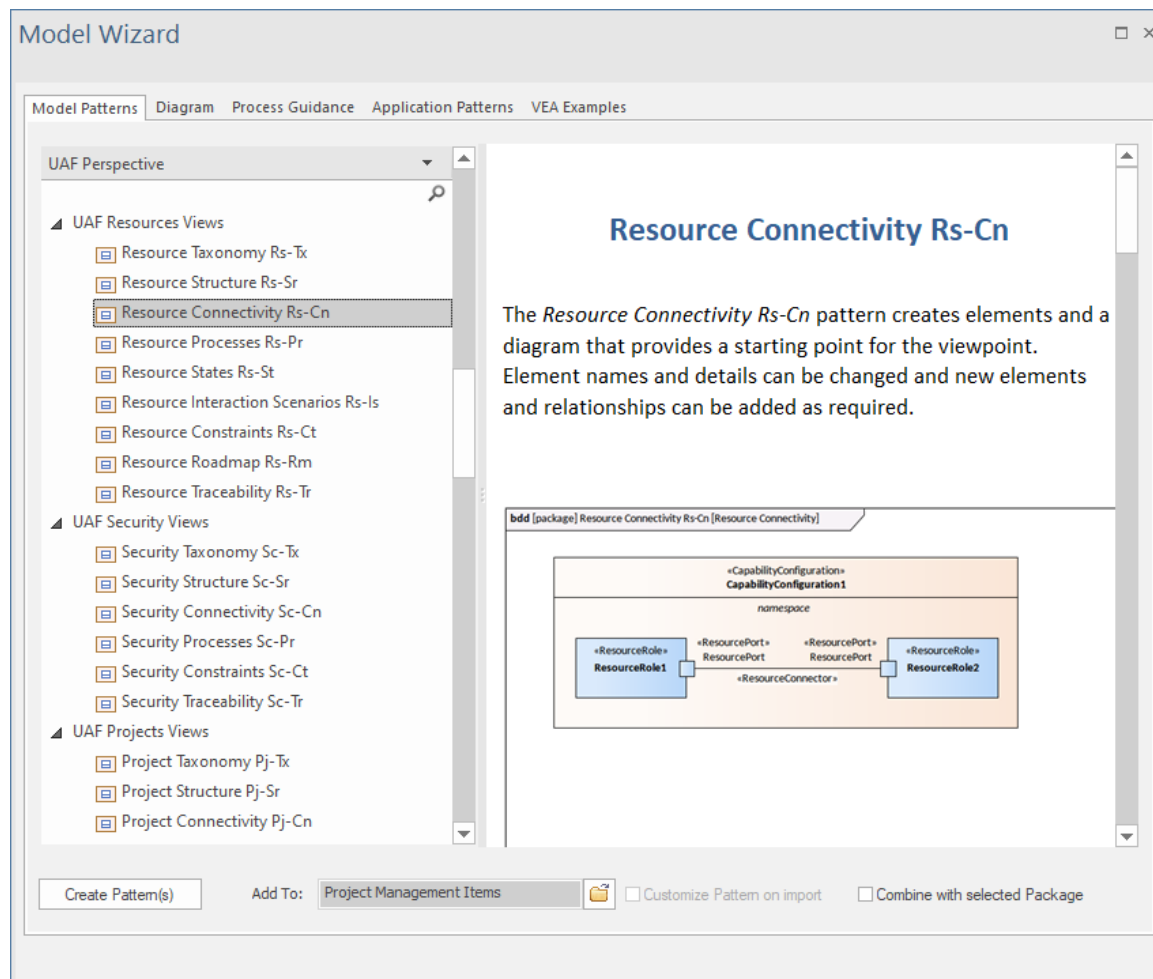 Model Wizard
Model Patterns
Diagram
Process Guidance
Application Patterns
VEA Examples
UAF Perspective
UAF Resources Views
Resource Taxonomy Rs-Tx
Resource Structure Rs-Sr
Resource Connectivity Rs-Cn
Resource Processes Rs-Pr
Resource States Rs-St
Resource Interaction Scenarios Rs-Is
Resource Constraints Rs-Ct
Resource Roadmap Rs-Rm
Resource Traceability Rs-Tr
UAF Security Views
Security Taxonomy Sc-Tx
Security Structure Sc-Sr
Security Connectivity Sc-Cn
Security Processes Sc-Pr
Security Constraints Sc-Ct
Security Traceability Sc-Tr
UAF Projects Views
Project Taxonomy Pj-Tx
Project Structure Pj-Sr
Project Connectivity Pj-Cn
Resource Connectivity Rs-Cn
The Resource Connectivity Rs-Cn pattern creates elements and a
diagram that provides a starting point for the viewpoint.
Element names and details can be changed and new elements
and relationships can be added as required.
bdd [package] Resource Connectivity Rs-Cn [Resource Connectivity]
«CapabilityConfiguration»
CapabilityConfiguration1
namespace
«ResourceRole»
ResourceRole1
«ResourcePort»
ResourcePort
«ResourcePort»
ResourcePort
«ResourceConnector»
«ResourceRole»
ResourceRole2
Create Pattern(s)
Add To:
Project Management Items
Customize Pattern on import
Combine with selected Package